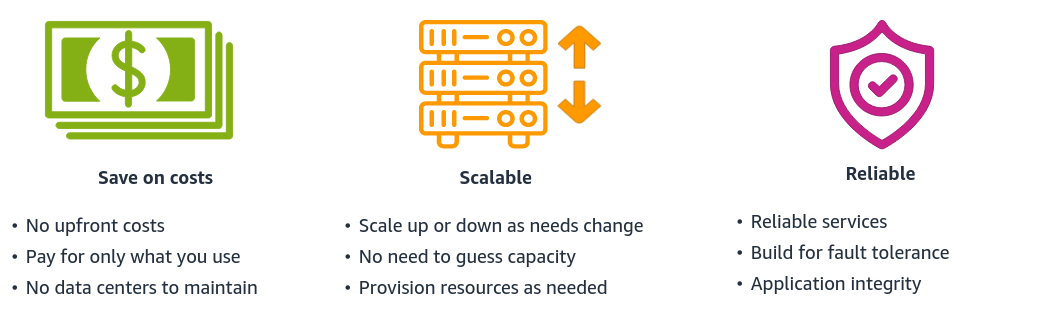 Save on costs
• No upfront costs
• Pay for only what you use
• No data centers to maintain
Scalable
• Scale up or down as needs change
• No need to guess capacity
• Provision resources as needed
Reliable
• Reliable services
• Build for fault tolerance
• Application integrity